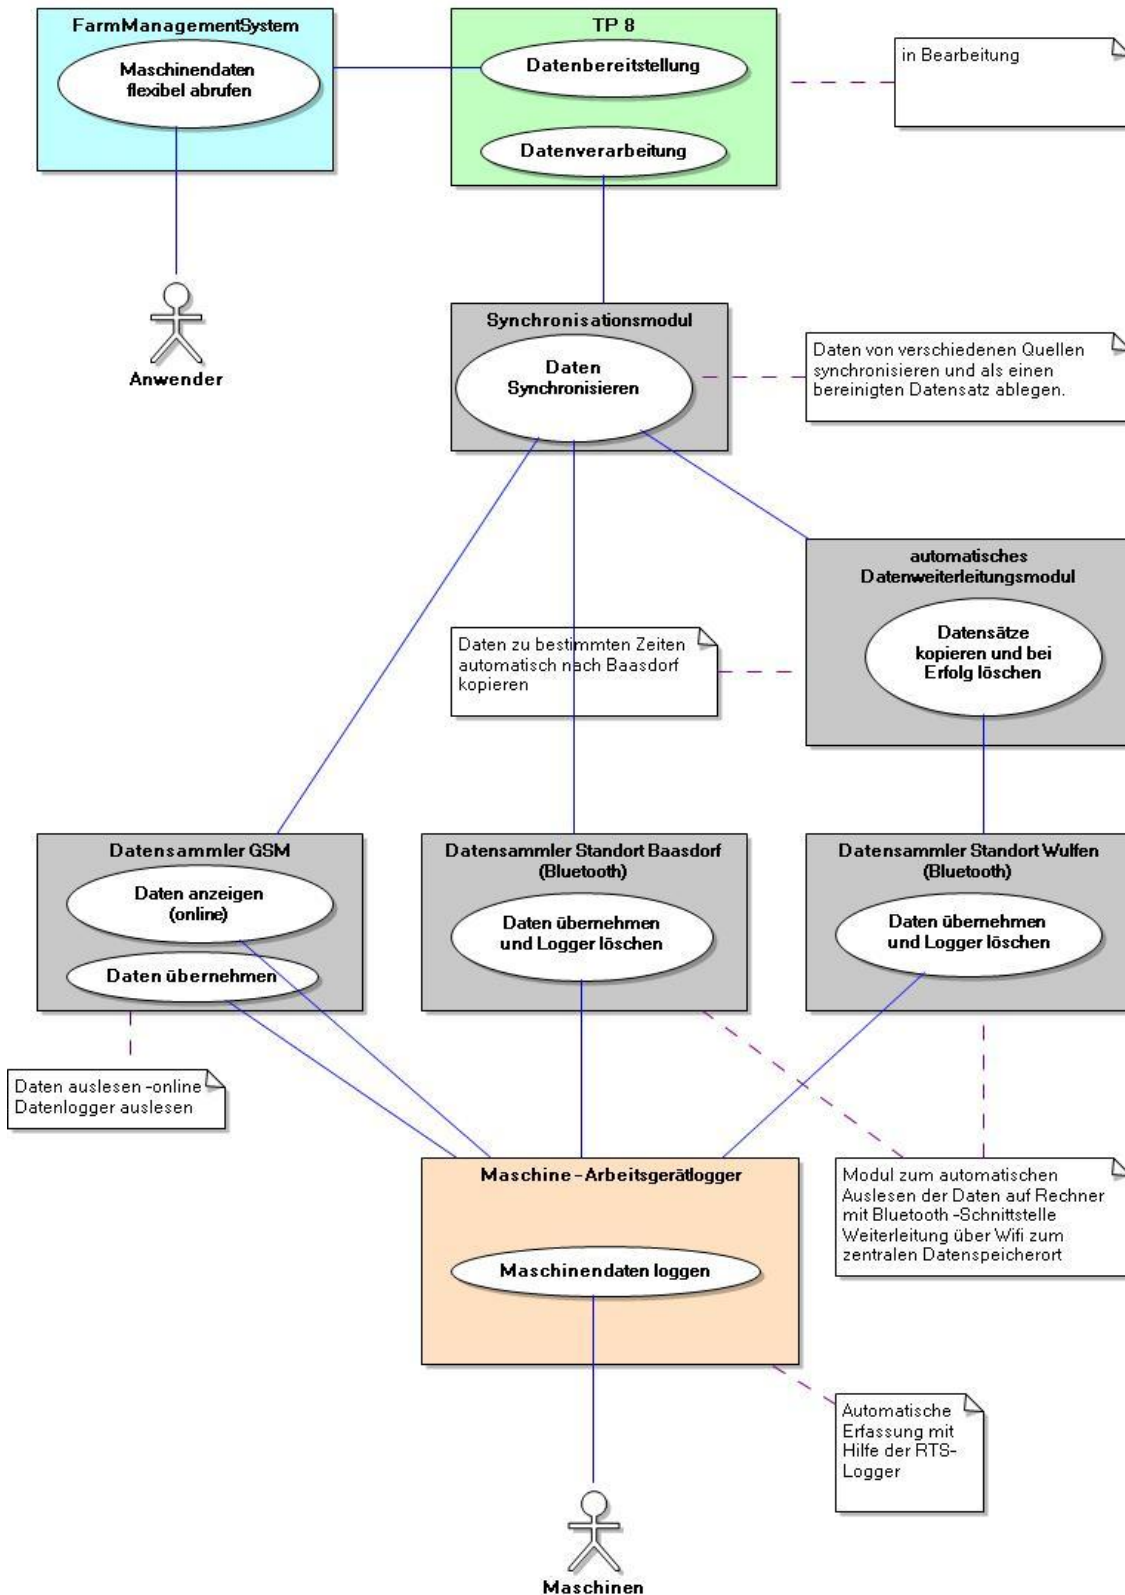 FarmManagementSystem
Maschinendaten
flexibel abrufen
TP 8
Datenbereitstellung
Datenverarbeitung
in Bearbeitung
Anwender
Synchronisationsmodul
Daten
Synchronisieren
Daten von verschiedenen Quellen
synchronisieren und als einen
bereinigten Datensatz ablegen.
automatisches
Datenweiterleitungsmodul
Datensätze
kopieren und bei
Erfolg löschen
Daten zu bestimmten Zeiten
automatisch nach Baasdorf
kopieren
Datensammler GSM
Daten anzeigen
(online)
Daten übernehmen
Datensammler Standort Baasdorf
(Bluetooth)
Daten übernehmen
und Logger löschen
Datensammler Standort Wulfen
(Bluetooth)
Daten übernehmen
und Logger löschen
Daten auslesen -online
Datenlogger auslesen
Maschine - Arbeitsgerätlogger
Maschinendaten loggen
Modul zum automatischen
Auslesen der Daten auf Rechner
mit Bluetooth -Schnittstelle
Weiterleitung über Wifi zum
zentralen Datenspeicherort
Automatische
Erfassung mit
Hilfe der RTS-
Logger
Maschinen